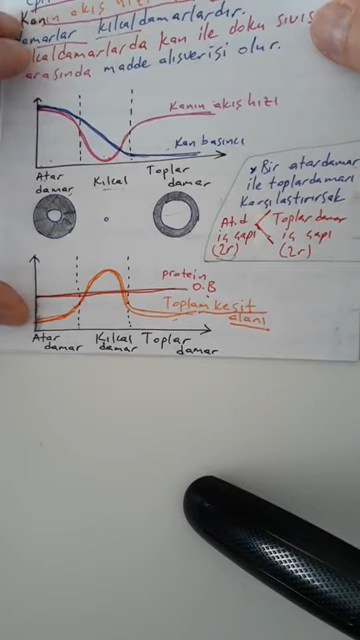 Kanın akış hızı
damarlar kılcaldamarlardır.
kılcaldamarlarda kan ile doku sıvısı
arasında madde alışverişi olur.
Kanın akış hızı
Kan basıncı
Atar
damar
Kılcal
Toplar
damar
* Bir atardamar
ile toplardamarı
Karşılaştırırsak
At.d < Toplar damar
iç çapı iç çapı
(2r) (2r)
protein
O.B
Toplam kesit
alanı
Atar
damar
Kılcal
damar
Toplar
damar